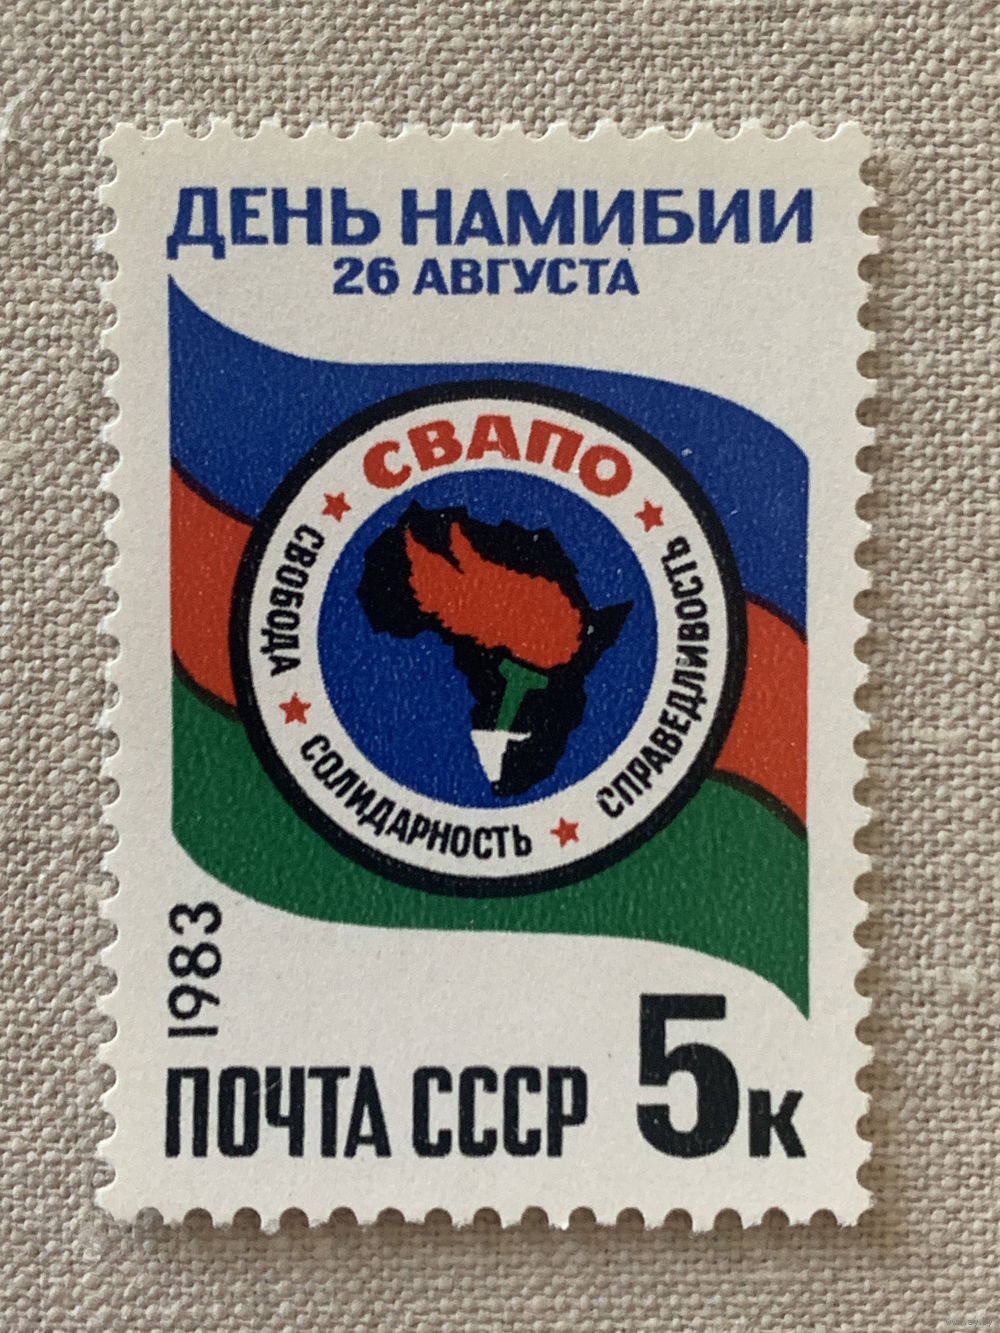 ДЕНЬ НАМИБИИ
26 АВГУСТА
СВАПО
СВОБОДА
СОЛИДАРНОСТЬ
СПРАВЕДЛИВОСТЬ
1983
ПОЧТА СССР
5к